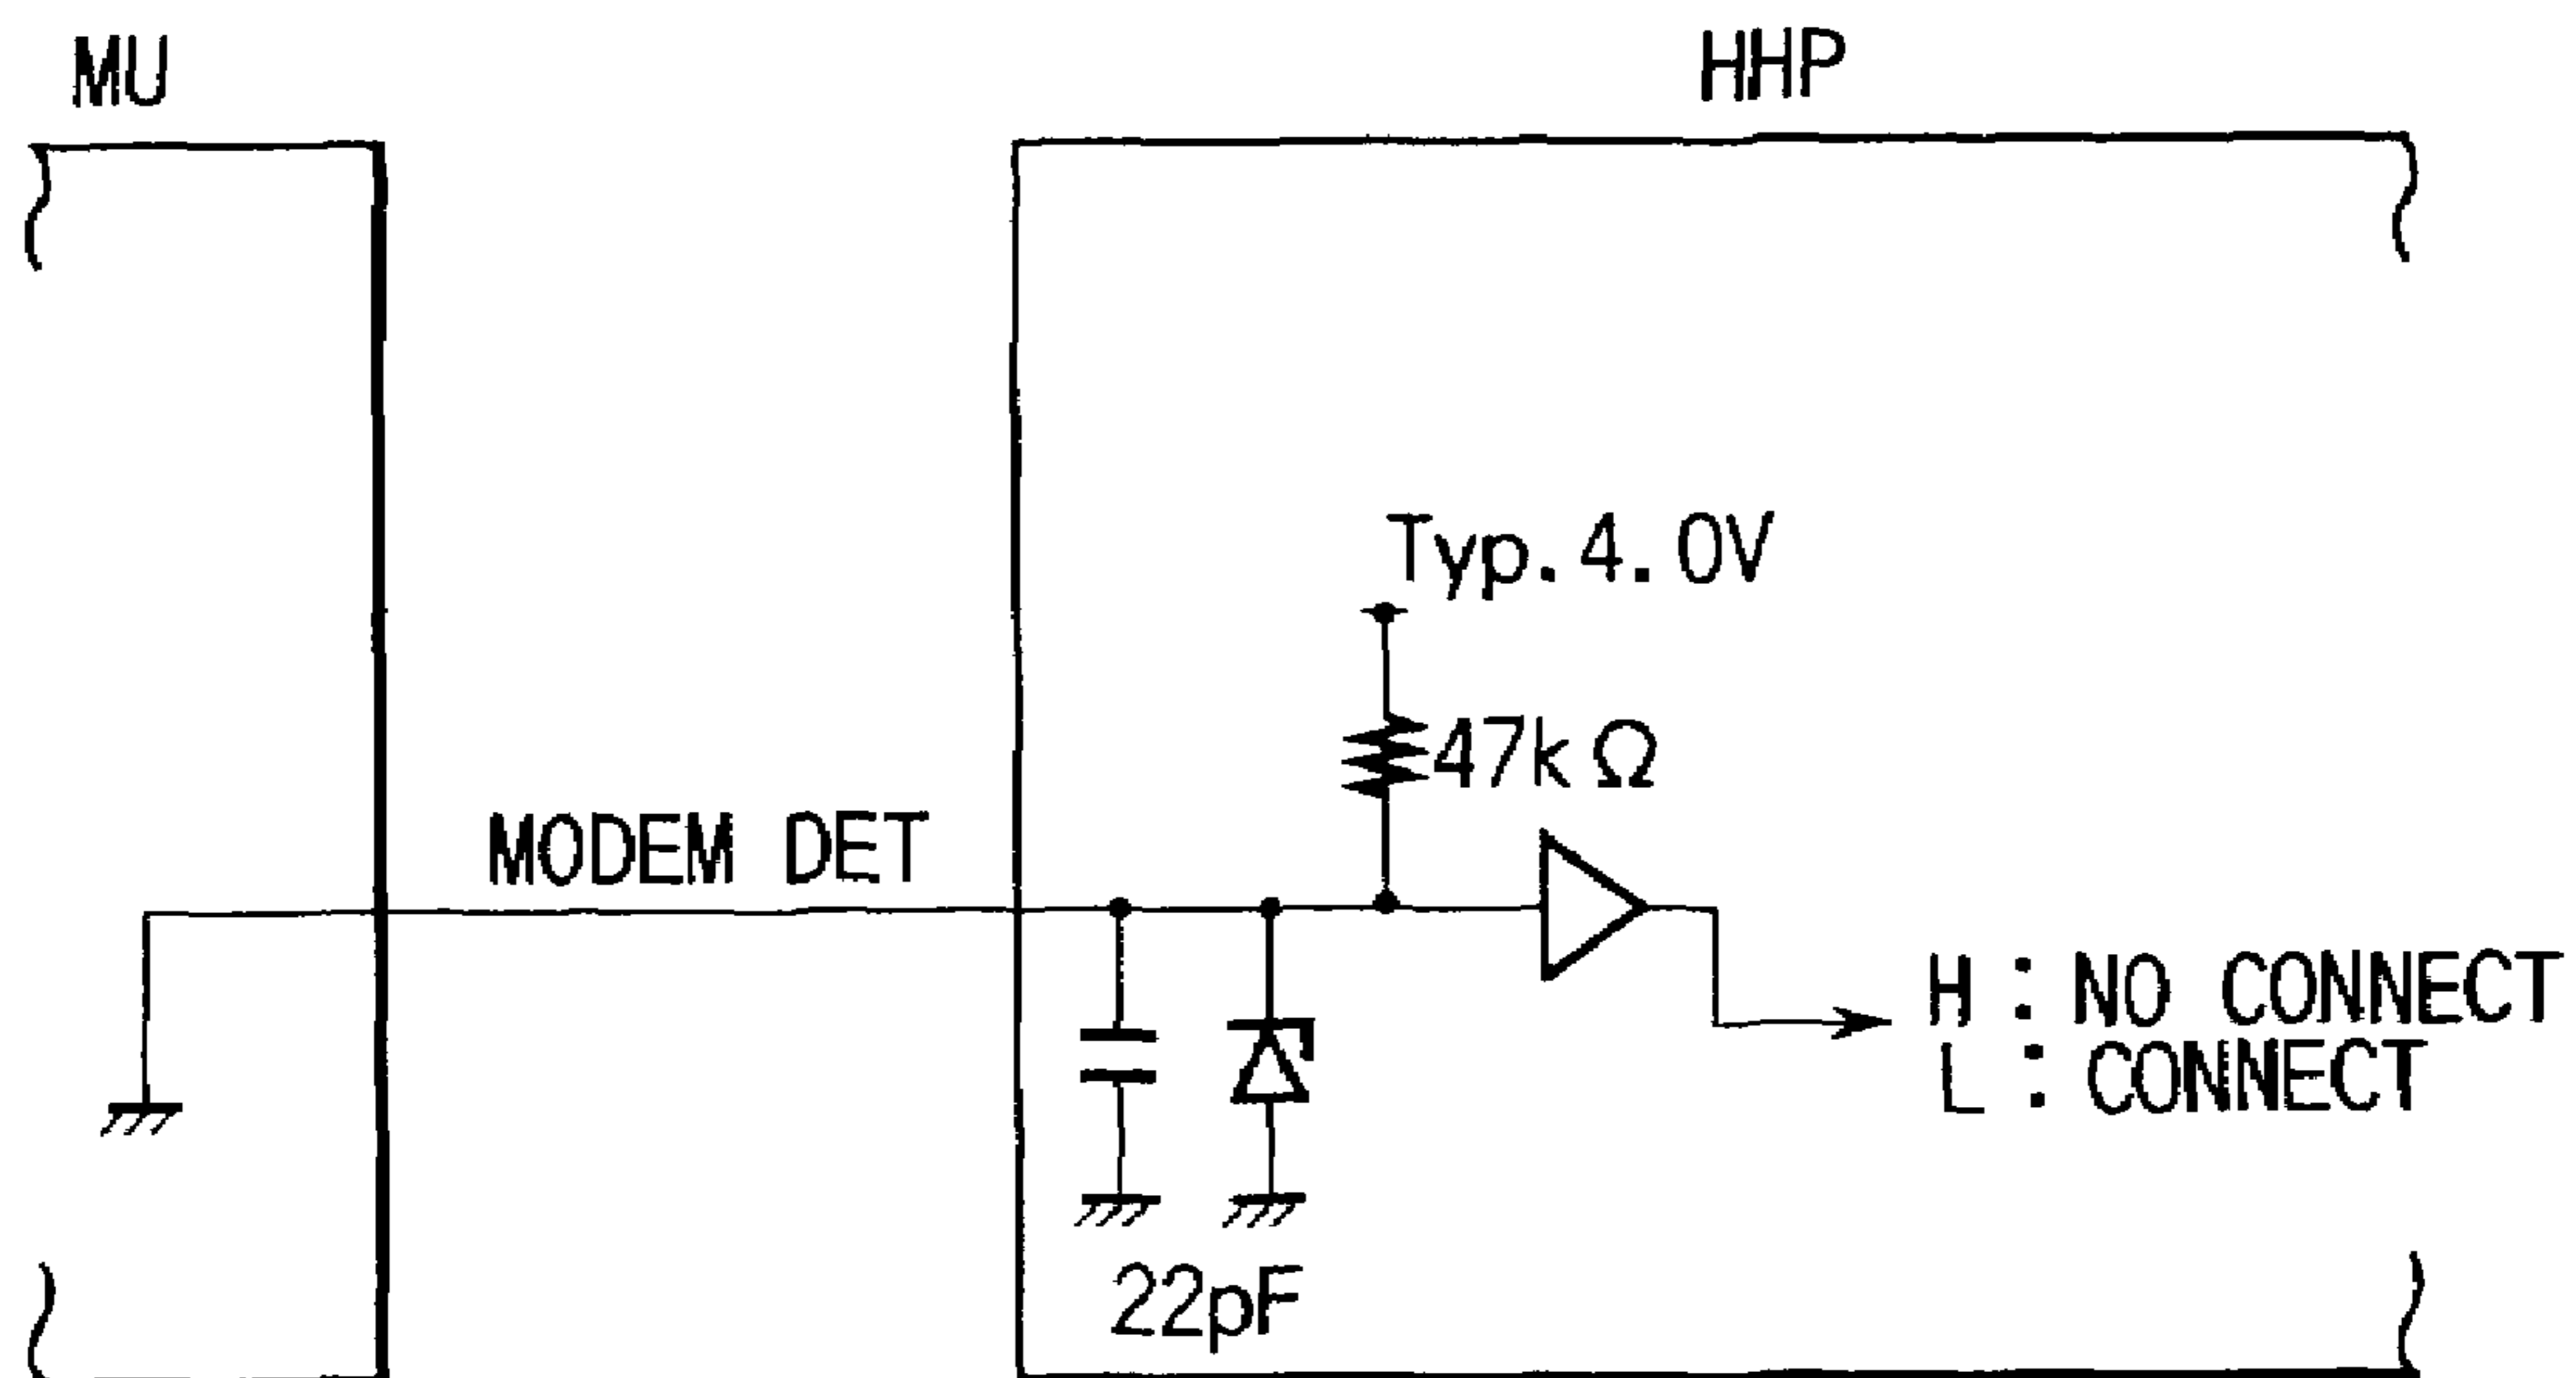 MU
HHP
Typ. 4. 0V
47k Ω
MODEM DET
H : NO CONNECT
L : CONNECT
22pF